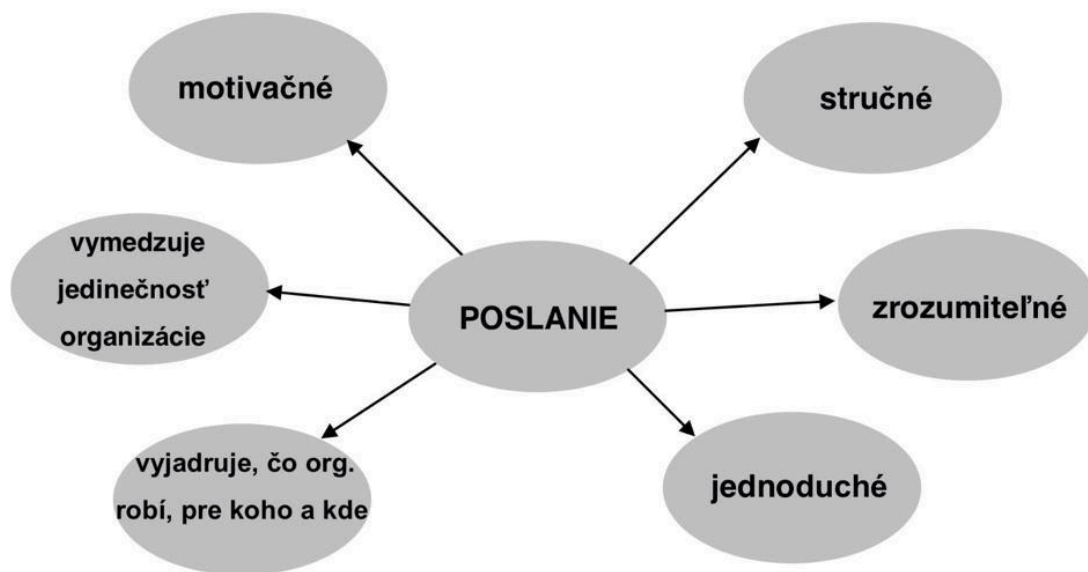 motivačné
stručné
vymedzuje
jedinečnosť
organizácie
POSLANIE
zrozumiteľné
vyjadruje, čo org.
robí, pre koho a kde
jednoduché